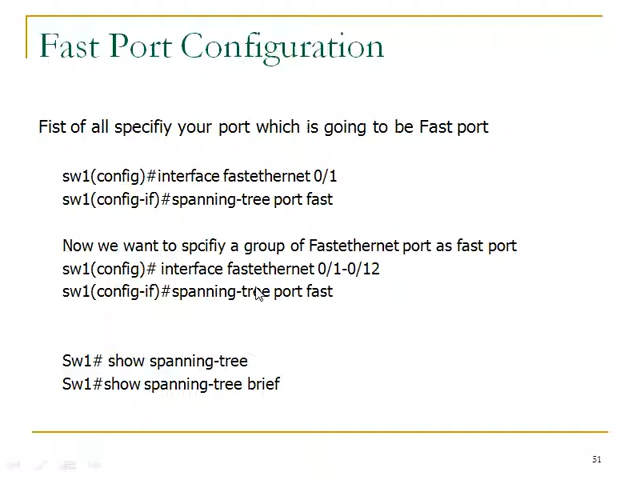 Fast Port Configuration
Fist of all specifiy your port which is going to be Fast port
sw1(config)#interface fastethernet 0/1
sw1(config-if)#spanning-tree port fast
Now we want to spcifiy a group of Fastethernet port as fast port
sw1(config)# interface fastethernet 0/1-0/12
sw1(config-if)#spanning-tree port fast
Sw1# show spanning-tree
Sw1#show spanning-tree brief
51